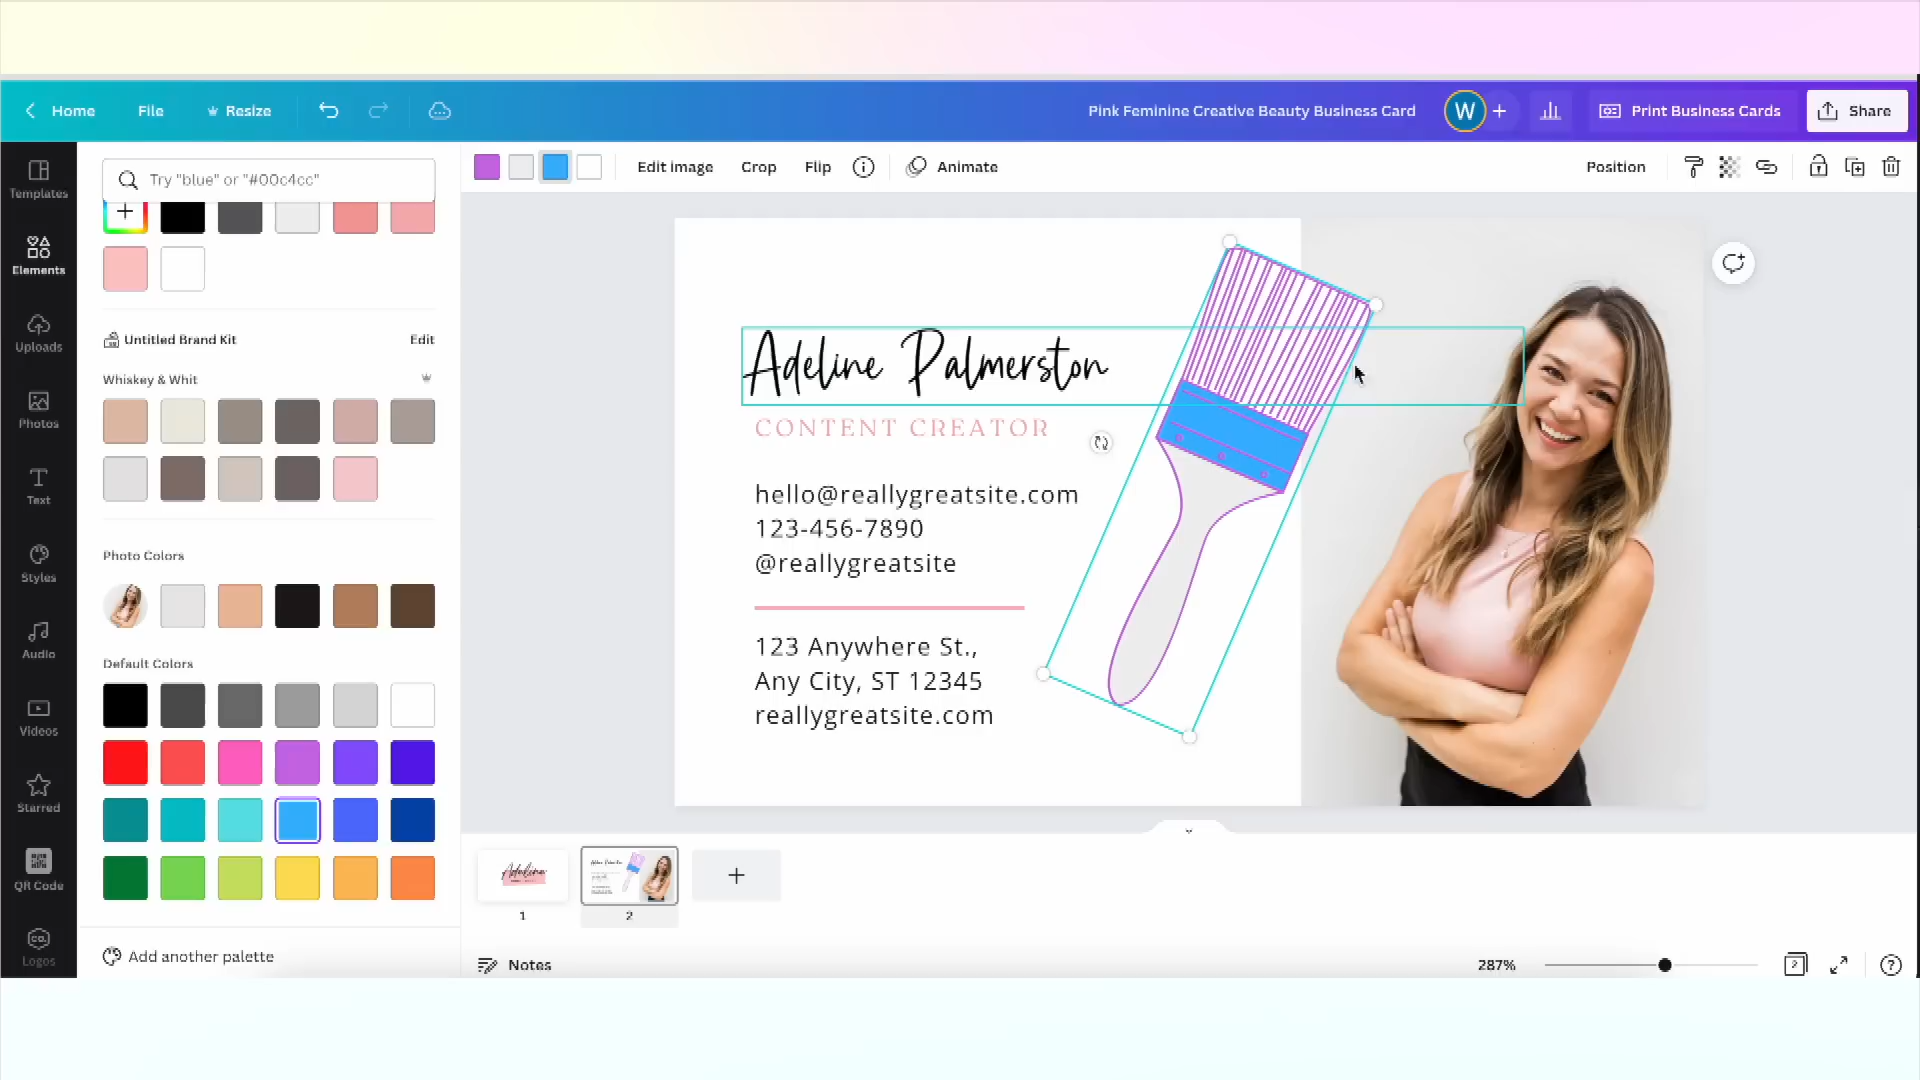 Home
File
Resize
Pink Feminine Creative Beauty Business Card
W
Print Business Cards
Share
Templates
Elements
Uploads
Photos
Text
Styles
Audio
Videos
Starred
QR Code
Logos
Try "blue" or "#00c4cc"
Untitled Brand Kit
Edit
Whiskey & Whit
Photo Colors
Default Colors
Add another palette
Edit image
Crop
Flip
Animate
Position
Adeline Palmerston
CONTENT CREATOR
hello@reallygreatsite.com
123-456-7890
@reallygreatsite
123 Anywhere St.,
Any City, ST 12345
reallygreatsite.com
Adeline
1
2
Notes
287%
2